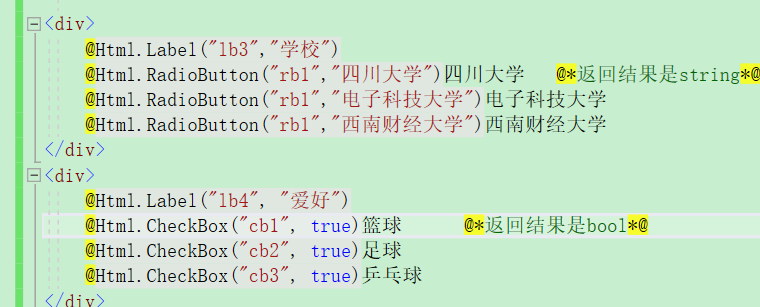 <div>
@Html.Label("lb3","学校")
@Html.RadioButton("rb1","四川大学")四川大学 @*返回结果是string*@
@Html.RadioButton("rb1","电子科技大学")电子科技大学
@Html.RadioButton("rb1","西南财经大学")西南财经大学
</div>
<div>
@Html.Label("lb4", "爱好")
@Html.CheckBox("cb1", true)篮球 @*返回结果是bool*@
@Html.CheckBox("cb2", true)足球
@Html.CheckBox("cb3", true)乒乓球
</div>